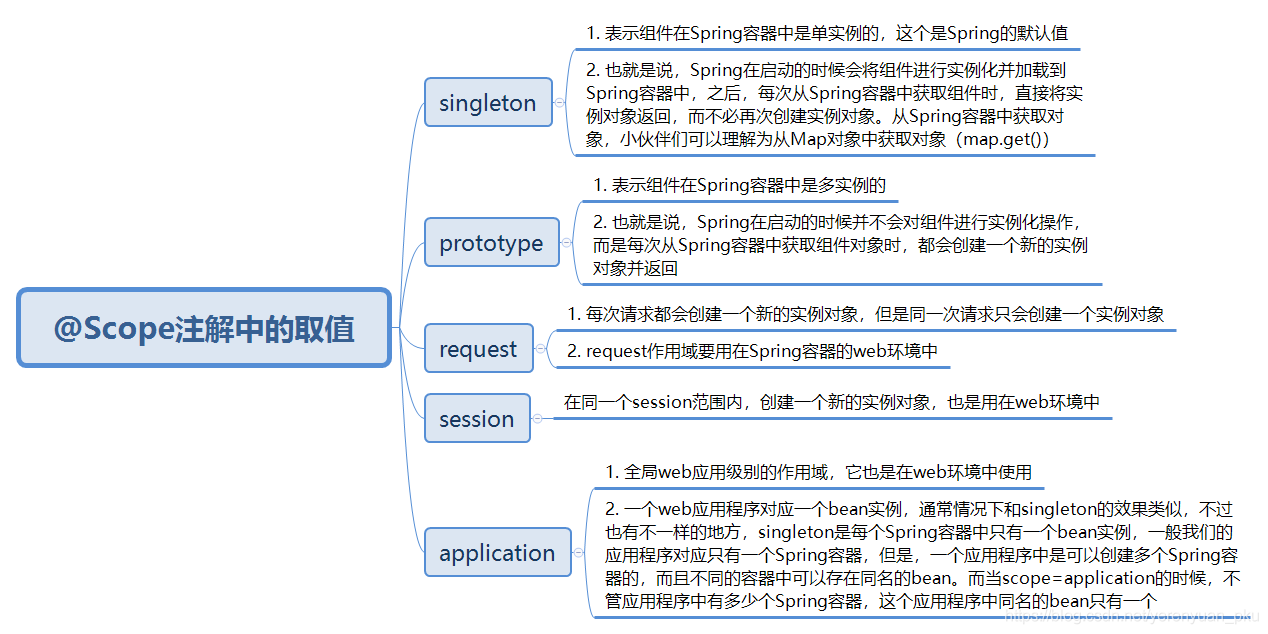 @Scope注解中的取值
singleton
1. 表示组件在Spring容器中是单实例的，这个是Spring的默认值
2. 也就是说，Spring在启动的时候会将组件进行实例化并加载到
Spring容器中，之后，每次从Spring容器中获取组件时，直接将实
例对象返回，而不必再次创建实例对象。从Spring容器中获取对
象，小伙伴们可以理解为从Map对象中获取对象（map.get()）
prototype
1. 表示组件在Spring容器中是多实例的
2. 也就是说，Spring在启动的时候并不会对组件进行实例化操作，
而是每次从Spring容器中获取组件对象时，都会创建一个新的实例
对象并返回
request
1. 每次请求都会创建一个新的实例对象，但是同一次请求只会创建一个实例对象
2. request作用域要用在Spring容器的web环境中
session
在同一个session范围内，创建一个新的实例对象，也是用在web环境中
application
1. 全局web应用级别的作用域，它也是在web环境中使用
2. 一个web应用程序对应一个bean实例，通常情况下和singleton的效果类似，不过
也有不一样的地方，singleton是每个Spring容器中只有一个bean实例，一般我们的
应用程序对应只有一个Spring容器，但是，一个应用程序中是可以创建多个Spring容
器的，而且不同的容器中可以存在同名的bean。而当scope=application的时候，不
管应用程序中有多少个Spring容器，这个应用程序中同名的bean只有一个
https://blog.csdn.net/yerenyuan_pku